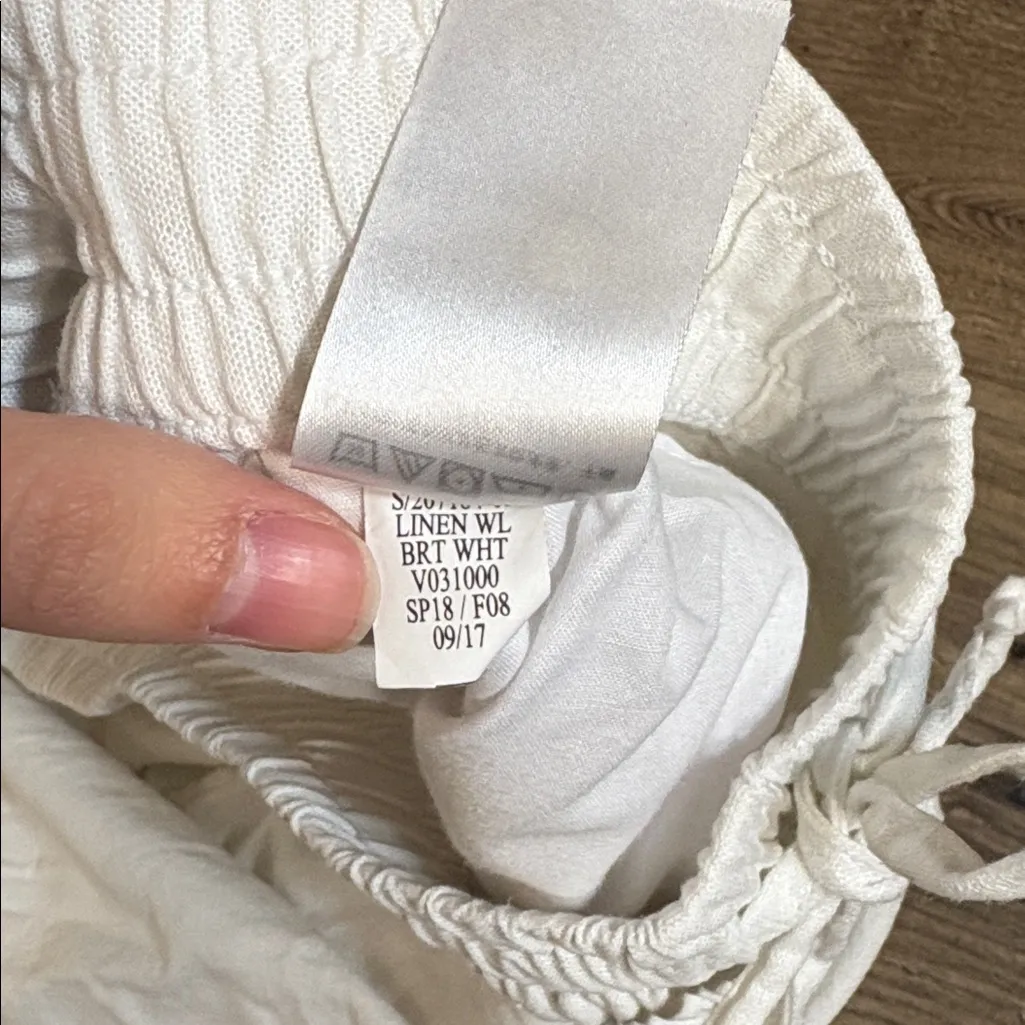 LINEN WL
BRT WHT
V031000
SP18 / F08
09/17